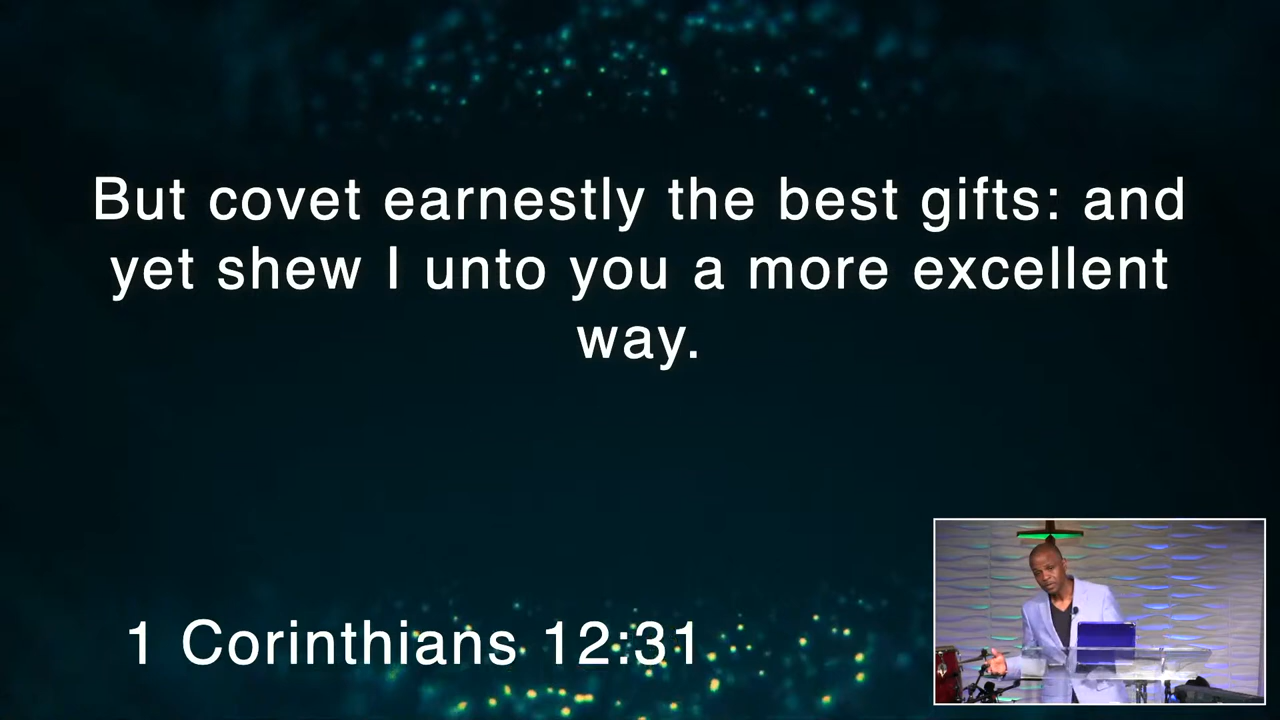 But covet earnestly the best gifts: and
yet shew I unto you a more excellent
way.
1 Corinthians 12:31